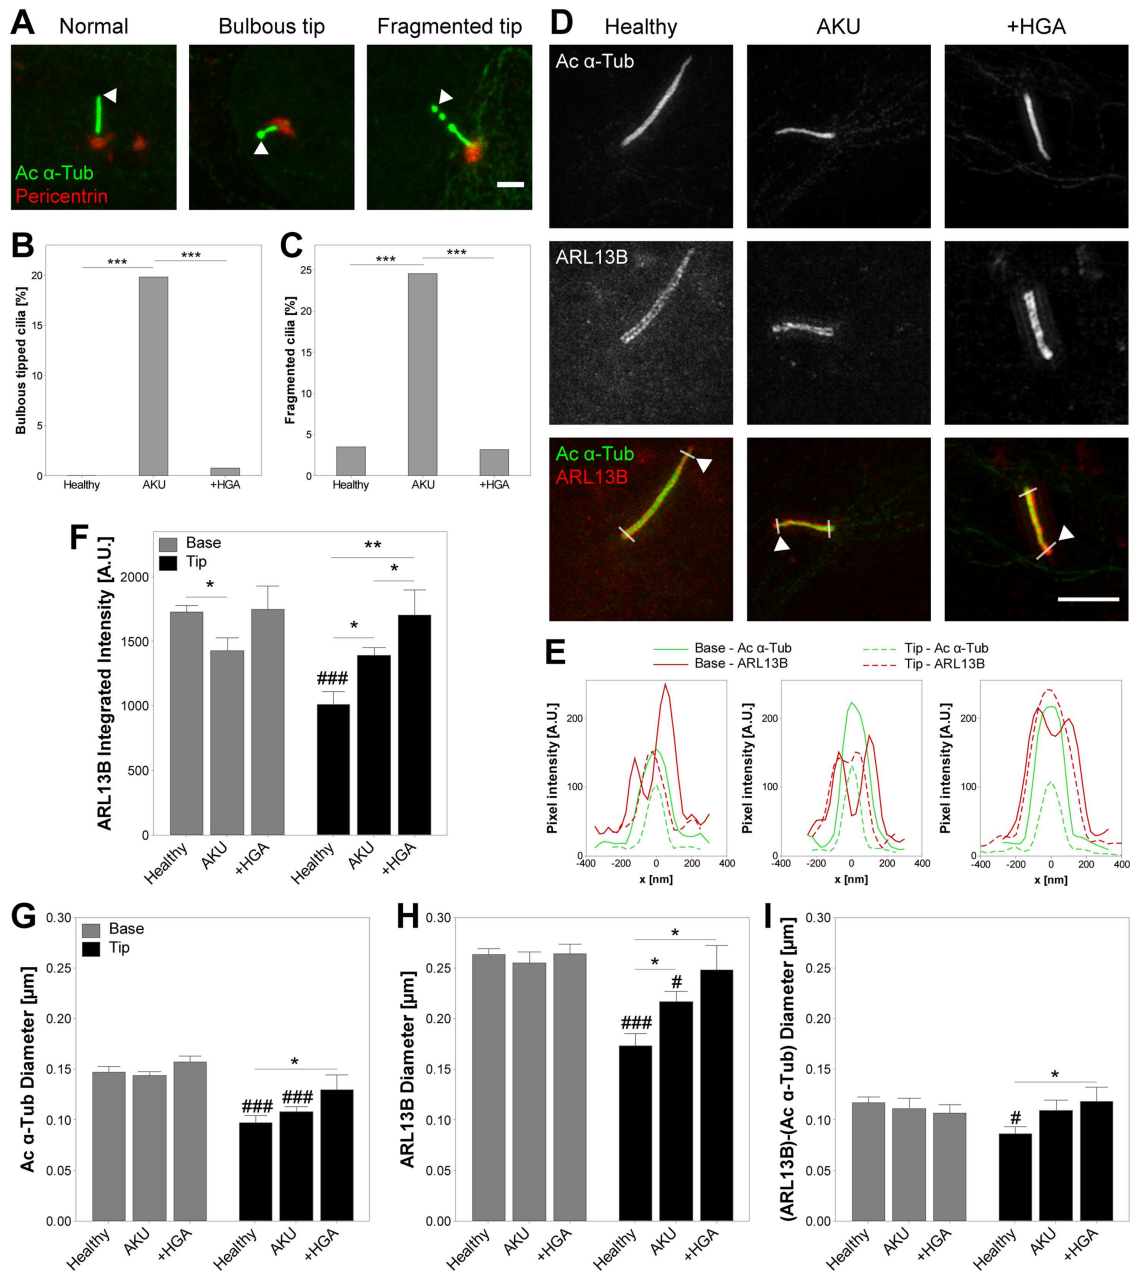 A
Normal
Bulbous tip
Fragmented tip
Ac α-Tub
Pericentrin
B
Bulbous tipped cilia [%]
20
15
10
5
0
***
***
Healthy
AKU
+HGA
C
Fragmented cilia [%]
25
20
15
10
5
0
***
***
Healthy
AKU
+HGA
D
Healthy
AKU
+HGA
Ac α-Tub
ARL13B
Ac α-Tub
ARL13B
E
Base - Ac α-Tub
Base - ARL13B
Tip - Ac α-Tub
Tip - ARL13B
Pixel intensity [A.U.]
200
100
0
-400 -200 0 200 400
x [nm]
Pixel intensity [A.U.]
200
100
0
-400 -200 0 200 400
x [nm]
Pixel intensity [A.U.]
200
100
0
-400 -200 0 200 400
x [nm]
F
Base
Tip
ARL13B Integrated Intensity [A.U.]
2000
1500
1000
500
0
*
**
*
*
###
Healthy
AKU
+HGA
Healthy
AKU
+HGA
G
Base
Tip
Ac α-Tub Diameter [µm]
0.30
0.25
0.20
0.15
0.10
0.05
0.00
*
###
###
Healthy
AKU
+HGA
Healthy
AKU
+HGA
H
ARL13B Diameter [µm]
0.30
0.25
0.20
0.15
0.10
0.05
0.00
*
*
#
###
Healthy
AKU
+HGA
Healthy
AKU
+HGA
I
(ARL13B)-(Ac α-Tub) Diameter [µm]
0.30
0.25
0.20
0.15
0.10
0.05
0.00
*
#
Healthy
AKU
+HGA
Healthy
AKU
+HGA